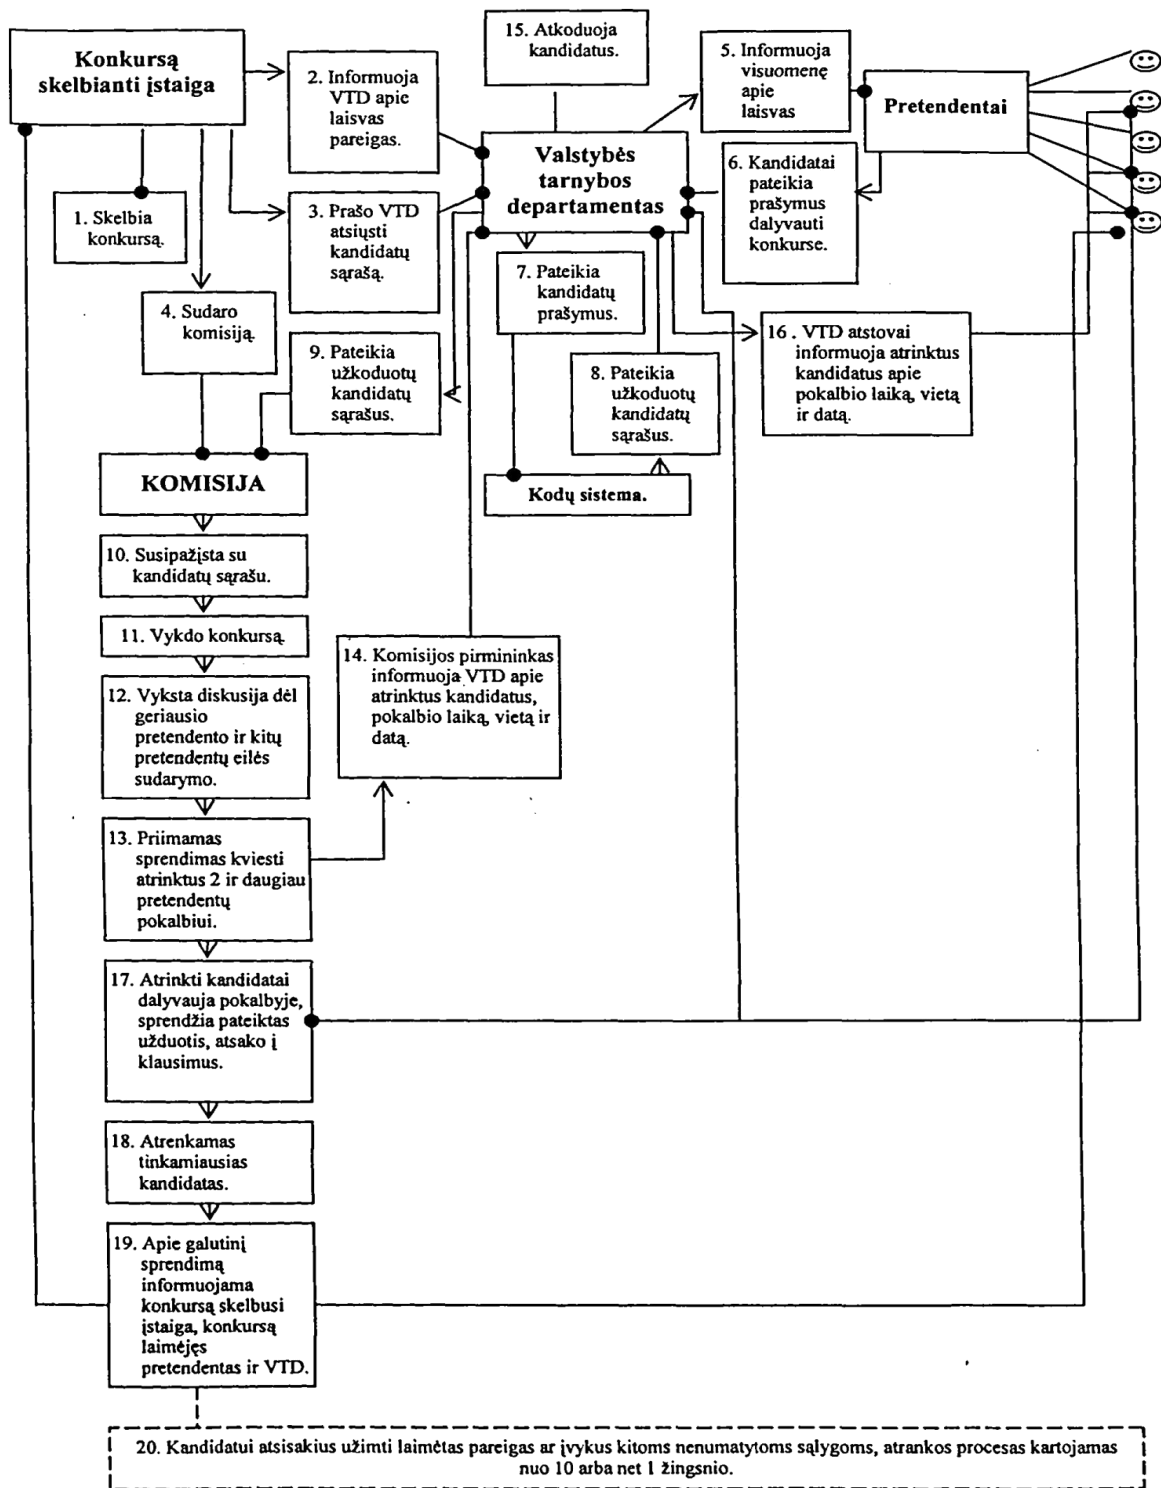 Konkursą
skelbianti įstaiga
1. Skelbia
konkursą.
2. Informuoja
VTD apie
laisvas
pareigas.
3. Prašo VTD
atsiųsti
kandidatų
sąrašą.
4. Sudaro
komisiją.
15. Atkoduoja
kandidatus.
Valstybės
tarnybos
departamentas
5. Informuoja
visuomenę
apie
laisvas
Pretendentai
6. Kandidatai
pateikia
prašymus
dalyvauti
konkurse.
7. Pateikia
kandidatų
prašymus.
8. Pateikia
užkoduotų
kandidatų
sąrašus.
9. Pateikia
užkoduotų
kandidatų
sąrašus.
16. VTD atstovai
informuoja atrinktus
kandidatus apie
pokalbio laiką, vietą
ir datą.
Kodų sistema.
KOMISIJA
10. Susipažįsta su
kandidatų sąrašu.
11. Vykdo konkursą.
12. Vyksta diskusija dėl
geriausio
pretendento ir kitų
pretendentų eilės
sudarymo.
13. Priimamas
sprendimas kviesti
atrinktus 2 ir daugiau
pretendentų
pokalbiui.
14. Komisijos pirmininkas
informuoja VTD apie
atrinktus kandidatus,
pokalbio laiką, vietą ir
datą.
17. Atrinkti kandidatai
dalyvauja pokalbyje,
sprendžia pateiktas
užduotis, atsako į
klausimus.
18. Atrenkamas
tinkamiausias
kandidatas.
19. Apie galutinį
sprendimą
informuojama
konkursą skelbusi
įstaiga, konkursą
laimėjęs
pretendentas ir VTD.
20. Kandidatui atsisakius užimti laimėtas pareigas ar įvykus kitoms nenumatytoms sąlygoms, atrankos procesas kartojamas
nuo 10 arba net 1 žingsnio.